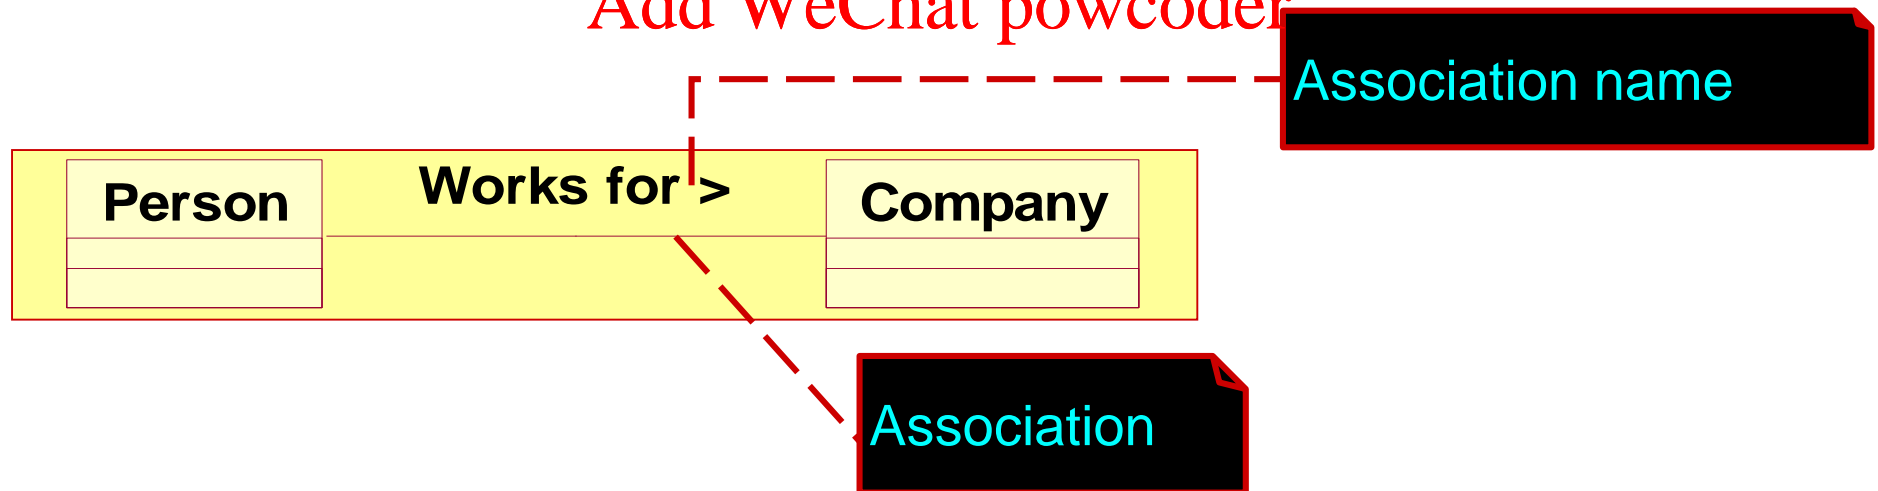 Add WeChat powcoder
Association name
Person
Works for >
Company
Association